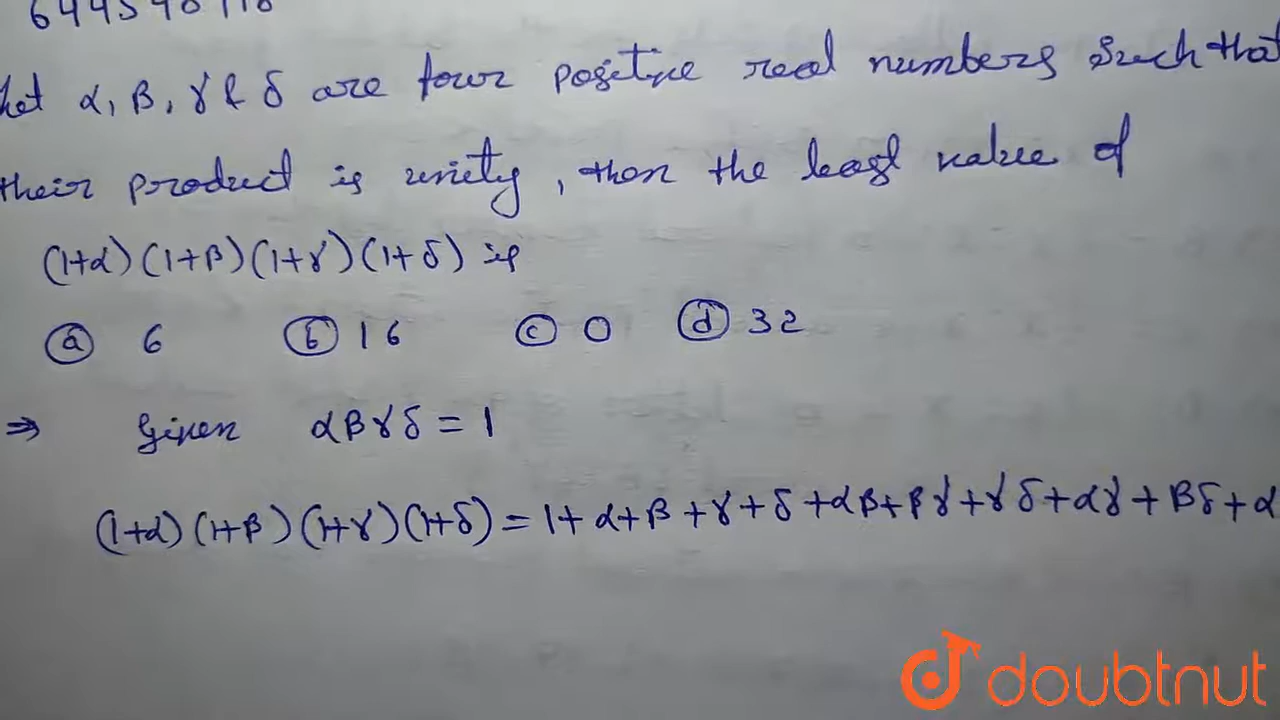 Let α, β, γ & δ are four positive real numbers such that
their product is unity, then the least value of
(1+α)(1+β)(1+γ)(1+δ) is
(a) 6 (b) 16 (c) 0 (d) 32
⇒ Given αβγδ = 1
(1+α)(1+β)(1+γ)(1+δ) = 1+α+β+γ+δ+αβ+βγ+γδ+αγ+βδ+α
doubtnut